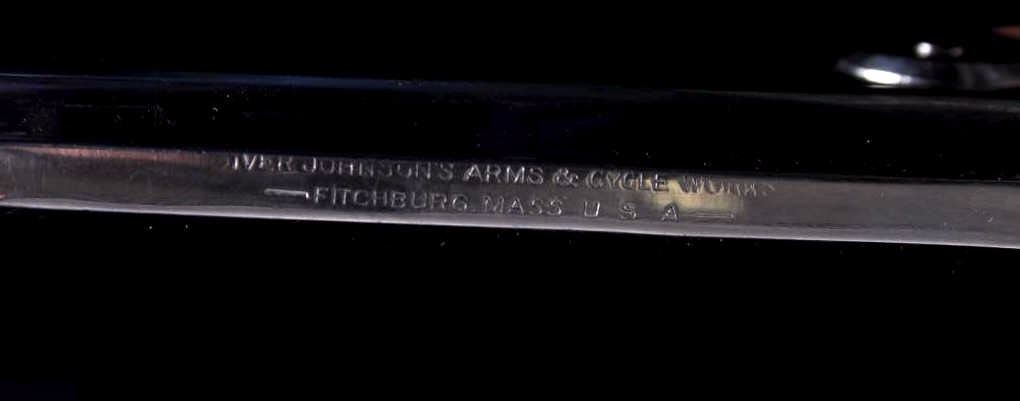 IVER JOHNSON'S ARMS & CYCLE WORKS
FITCHBURG, MASS. U S A